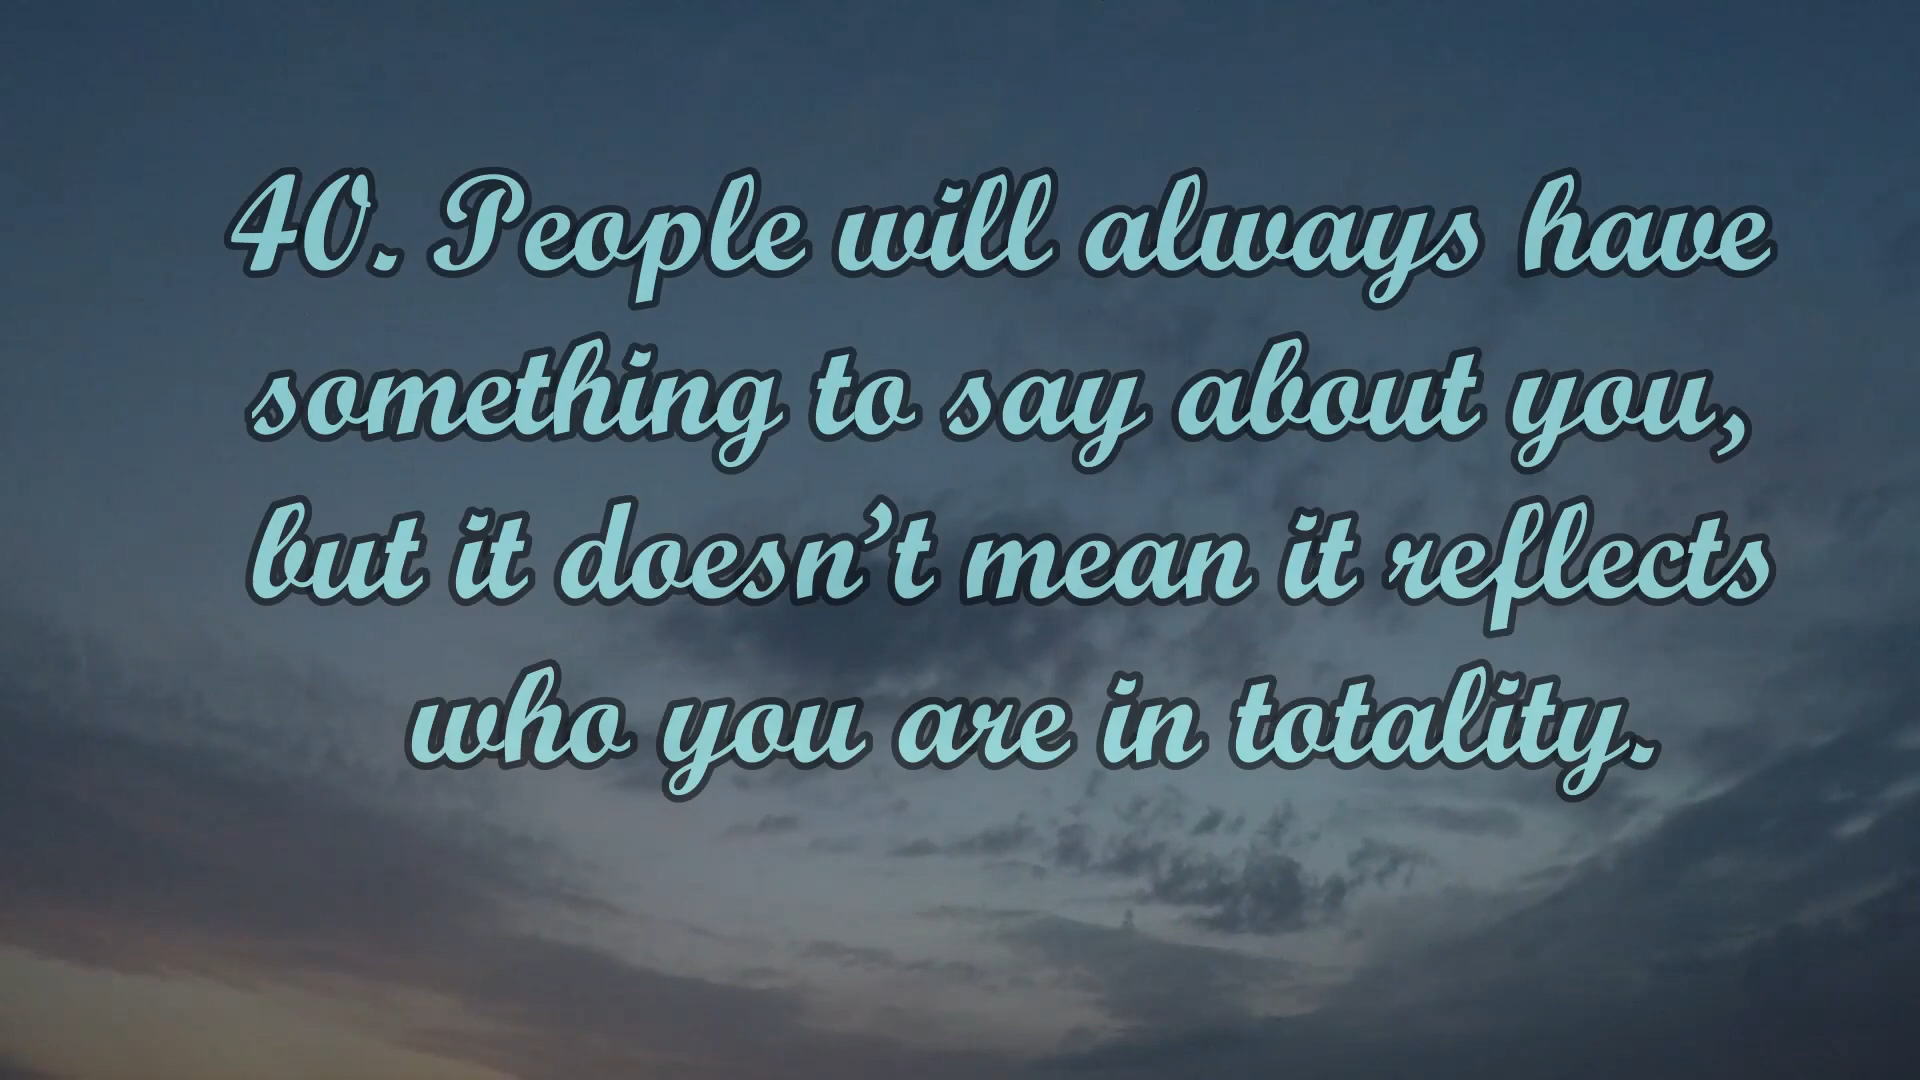 40. People will always have
something to say about you,
but it doesn’t mean it reflects
who you are in totality.